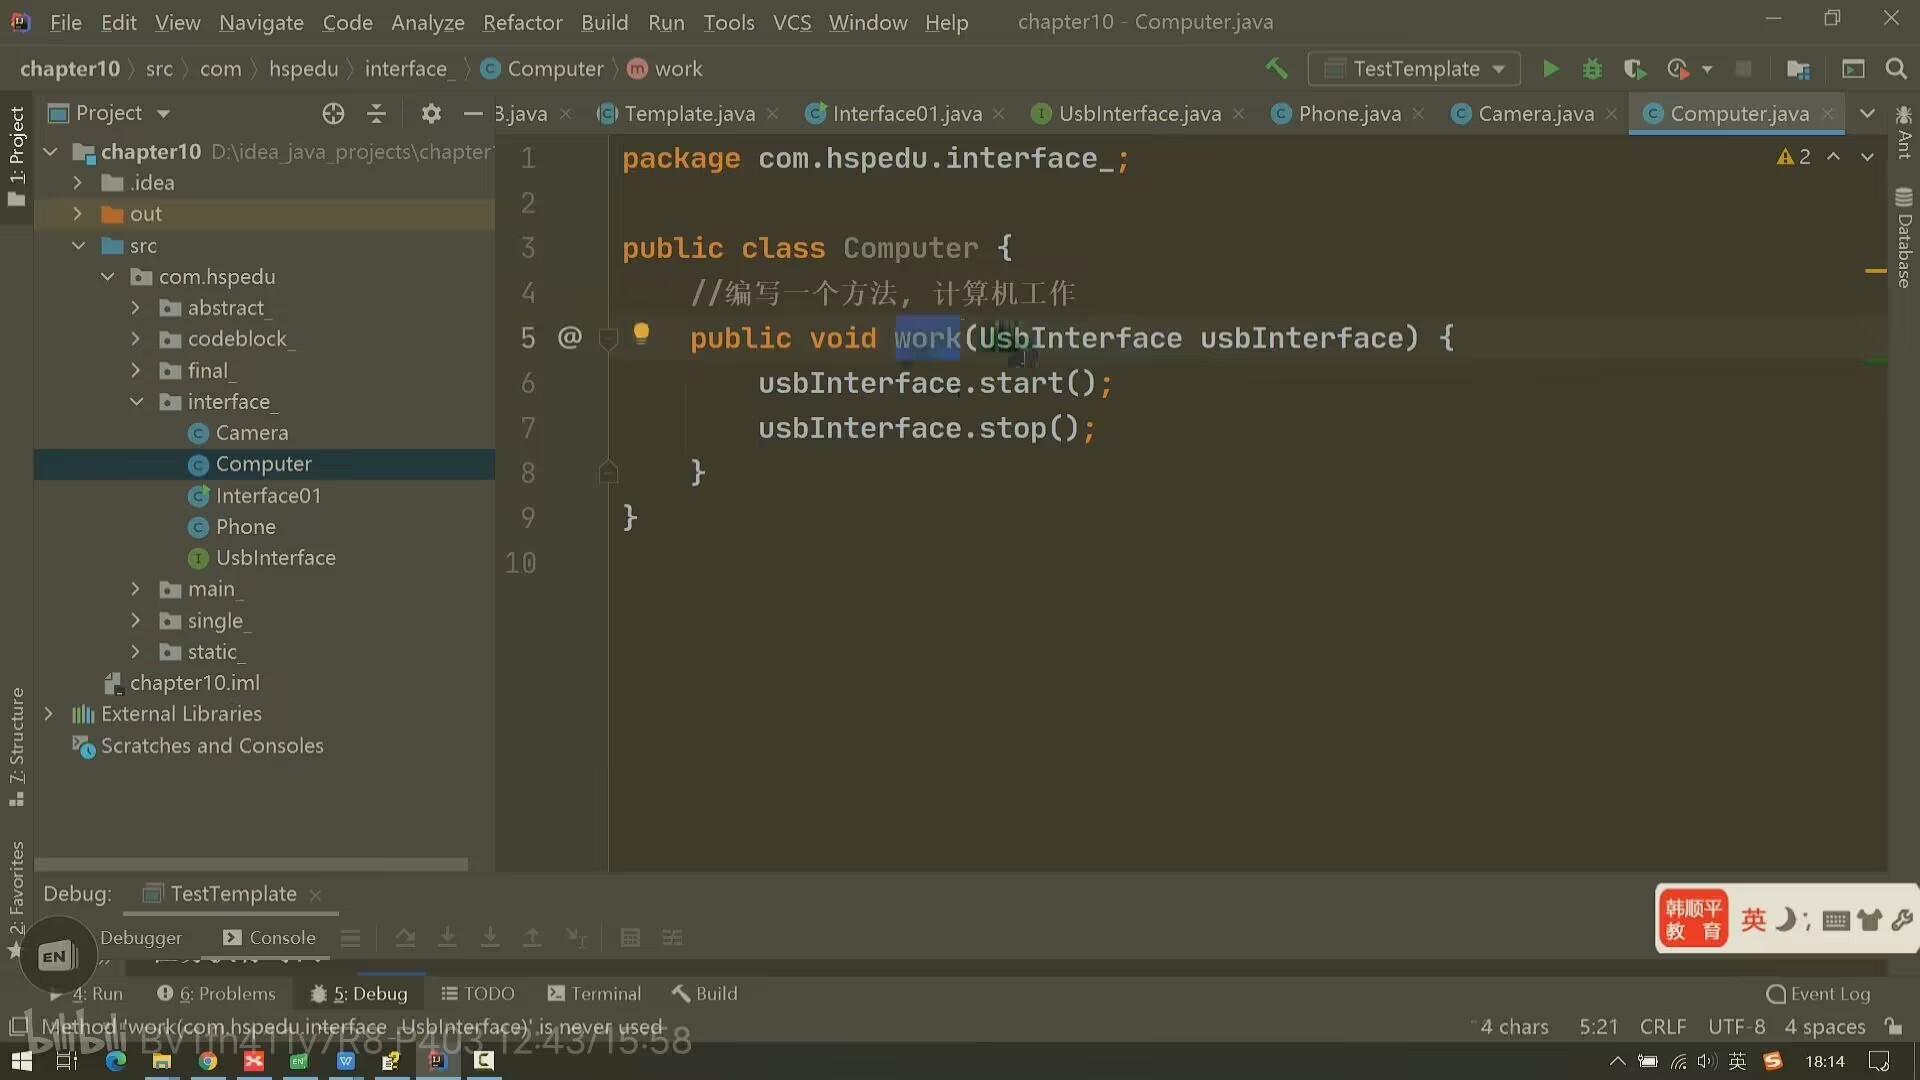 File Edit View Navigate Code Analyze Refactor Build Run Tools VCS Window Help chapter10 - Computer.java
chapter10 src com hspedu interface_ Computer work TestTemplate
1: Project
Project
B.java Template.java Interface01.java UsbInterface.java Phone.java Camera.java Computer.java
Ant
Database
chapter10 D:\idea_java_projects\chapter
.idea
out
src
com.hspedu
abstract_
codeblock_
final_
interface_
Camera
Computer
Interface01
Phone
UsbInterface
main_
single_
static_
chapter10.iml
External Libraries
Scratches and Consoles
7: Structure
2: Favorites
2
1 package com.hspedu.interface_;
2
3 public class Computer {
4 //编写一个方法, 计算机工作
5 @ public void work(UsbInterface usbInterface) {
6 usbInterface.start();
7 usbInterface.stop();
8 }
9 }
10
Debug: TestTemplate
Debugger Console
EN
韩顺平
教育
英
4: Run 6: Problems 5: Debug TODO Terminal Build Event Log
Method 'work(com.hspedu.interface_.UsbInterface)' is never used 4 chars 5:21 CRLF UTF-8 4 spaces
bilibili
12:43/15:58
英 18:14